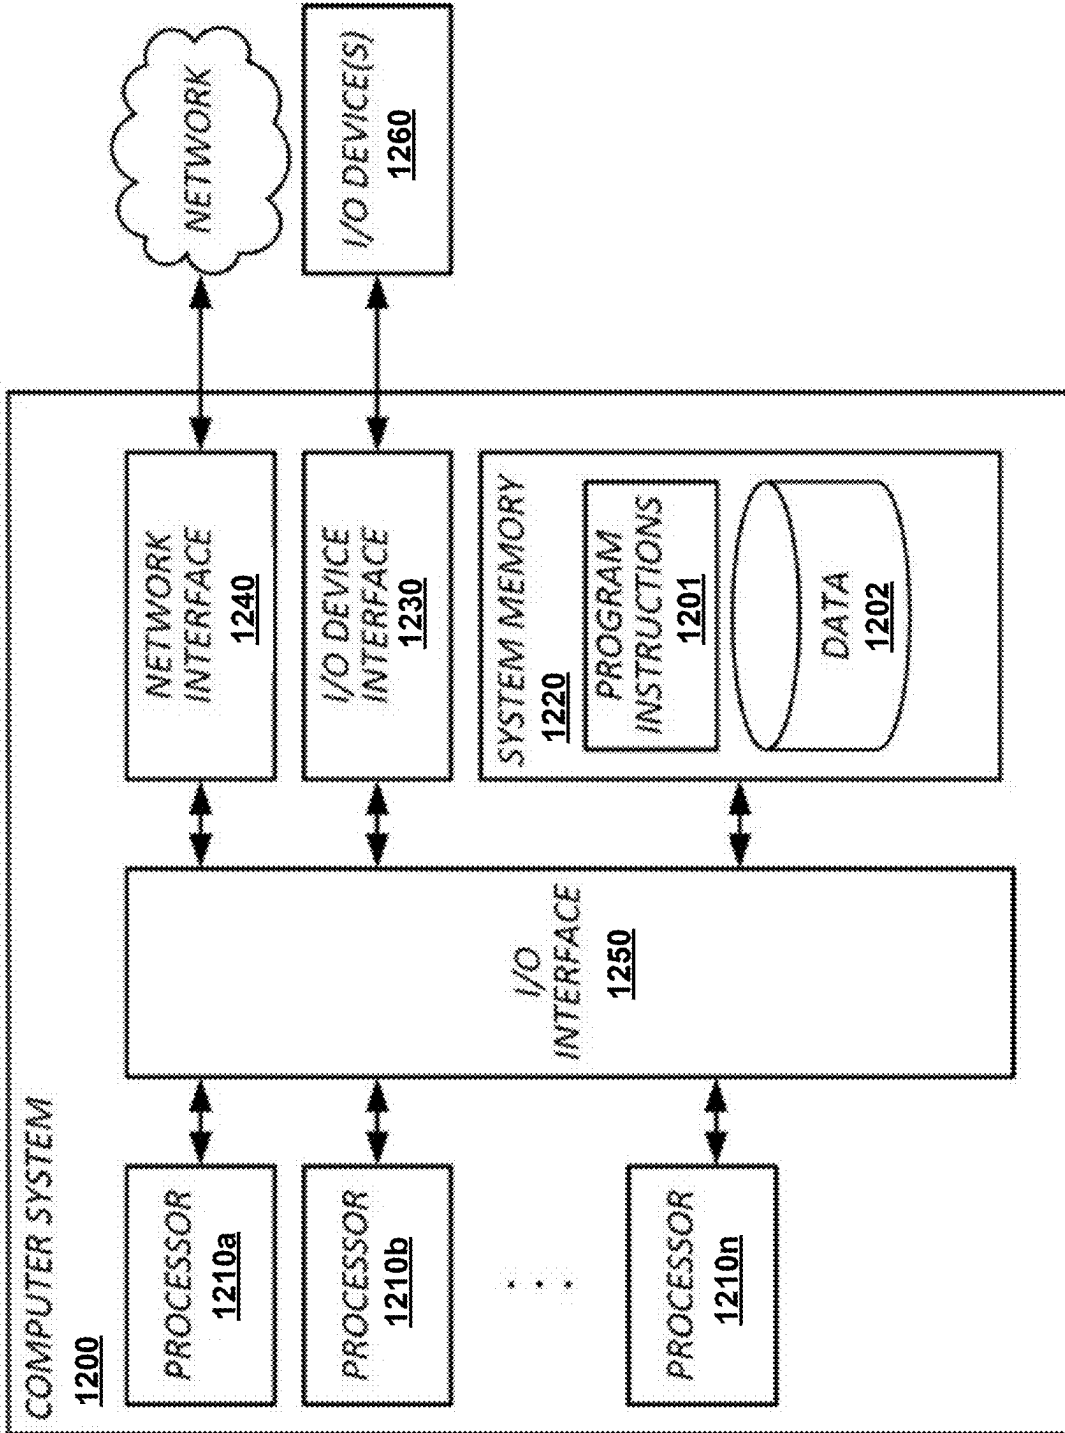 COMPUTER SYSTEM
1200
PROCESSOR
1210a
PROCESSOR
1210b
PROCESSOR
1210n
I/O
INTERFACE
1250
NETWORK
INTERFACE
1240
I/O DEVICE
INTERFACE
1230
SYSTEM MEMORY
1220
PROGRAM
INSTRUCTIONS
1201
DATA
1202
NETWORK
I/O DEVICE(S)
1260